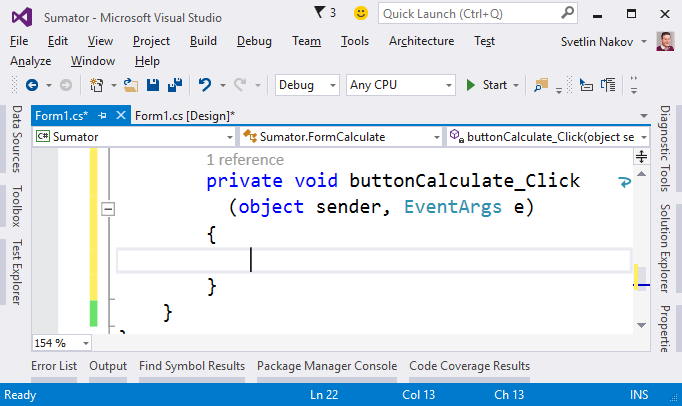 Sumator - Microsoft Visual Studio
3
Quick Launch (Ctrl+Q)
File Edit View Project Build Debug Team Tools Architecture Test
Svetlin Nakov
Analyze Window Help
Debug Any CPU Start
Form1.cs* Form1.cs [Design]*
C# Sumator Sumator.FormCalculate buttonCalculate_Click(object se
Data Sources
Toolbox
Test Explorer
1 reference
private void buttonCalculate_Click
(object sender, EventArgs e)
{
}
}
}
Diagnostic Tools
Solution Explorer
Propertie
154 %
Error List Output Find Symbol Results Package Manager Console Code Coverage Results
Ready Ln 22 Col 13 Ch 13 INS